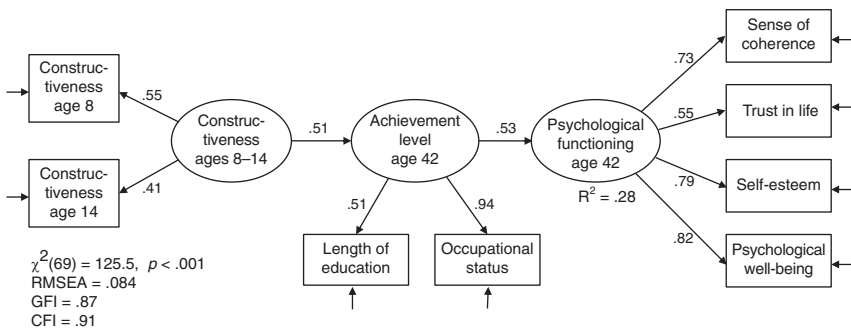 Construc-
tiveness
age 8
Construc-
tiveness
age 14
.55
.41
Construc-
tiveness
ages 8–14
.51
Achievement
level
age 42
.51
.94
Length of
education
Occupational
status
.53
Psychological
functioning
age 42
R² = .28
.73
.55
.79
.82
Sense of
coherence
Trust in life
Self-esteem
Psychological
well-being
χ²(69) = 125.5, p < .001
RMSEA = .084
GFI = .87
CFI = .91